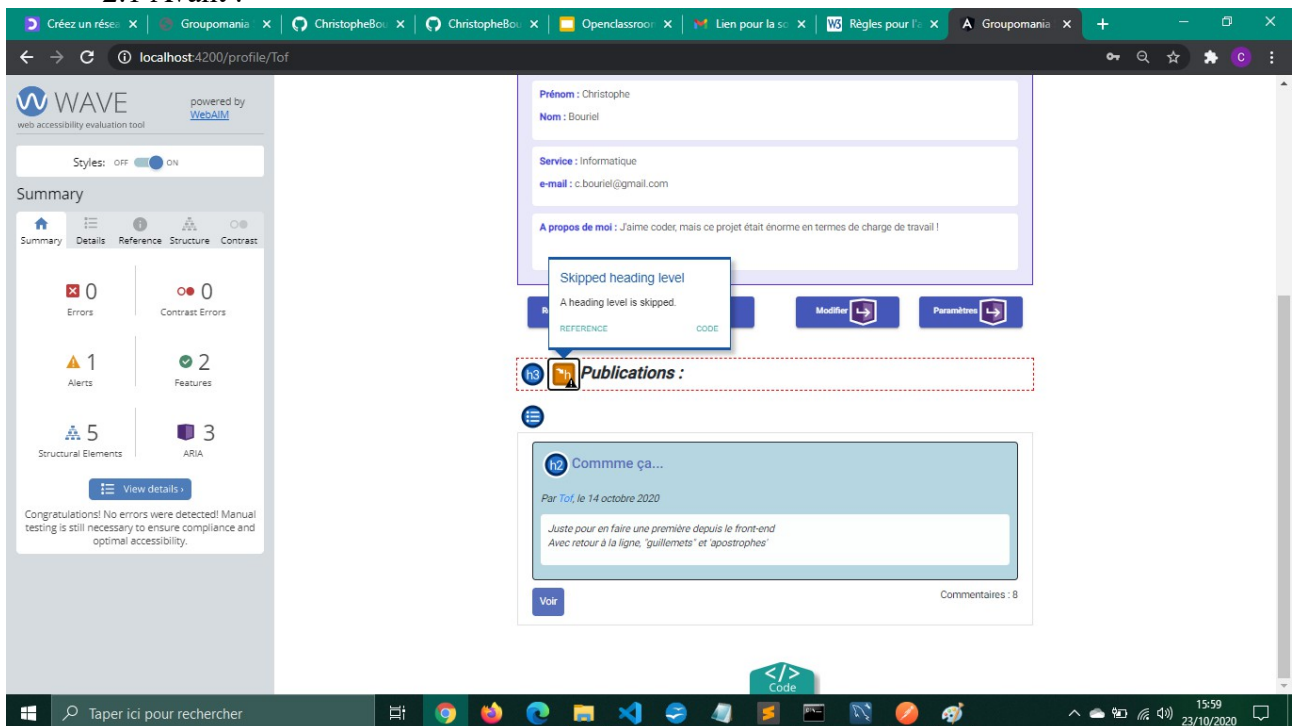 2.1 Avant :
Créez un rése
Groupomania
ChristopheBou
ChristopheBou
Openclassroom
Lien pour la so
Règles pour l'a
Groupomania
localhost:4200/profile/Tof
WAVE
web accessibility evaluation tool
powered by
WebAIM
Styles: OFF ON
Summary
Summary Details Reference Structure Contrast
0 0
Errors Contrast Errors
1 2
Alerts Features
5 3
Structural Elements ARIA
View details ›
Congratulations! No errors were detected! Manual
testing is still necessary to ensure compliance and
optimal accessibility.
Prénom : Christophe
Nom : Bouriel
Service : Informatique
e-mail : c.bouriel@gmail.com
A propos de moi : J'aime coder, mais ce projet était énorme en termes de charge de travail !
Skipped heading level
A heading level is skipped.
REFERENCE CODE
Modifier
Paramètres
h3 h Publications :
h2 Commme ça...
Par Tof, le 14 octobre 2020
Juste pour en faire une première depuis le front-end
Avec retour à la ligne, "guillemets" et 'apostrophes'
Voir
Commentaires : 8
</>
Code
Taper ici pour rechercher
15:59
23/10/2020